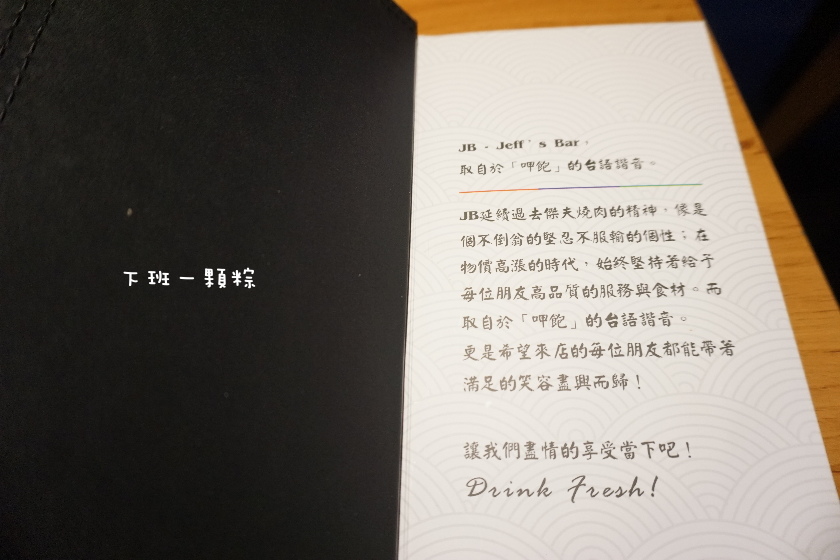 下班一顆粽
JB - Jeff's Bar，
取自於「呷飽」的台語諧音。
JB延續過去傑夫燒肉的精神，像是
個不倒翁的堅忍不服輸的個性；在
物價高漲的時代，始終堅持著給予
每位朋友高品質的服務與食材。而
取自於「呷飽」的台語諧音。
更是希望來店的每位朋友都能帶著
滿足的笑容盡興而歸！
讓我們盡情的享受當下吧！
Drink Fresh!